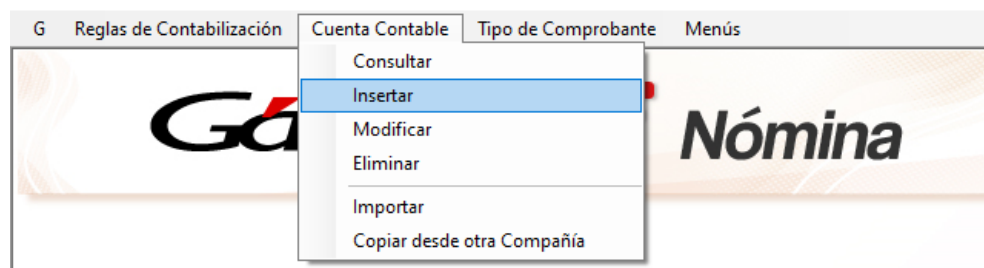 G Reglas de Contabilización Cuenta Contable Tipo de Comprobante Menús
Consultar
Insertar
Modificar
Eliminar
Importar
Copiar desde otra Compañía
Nómina